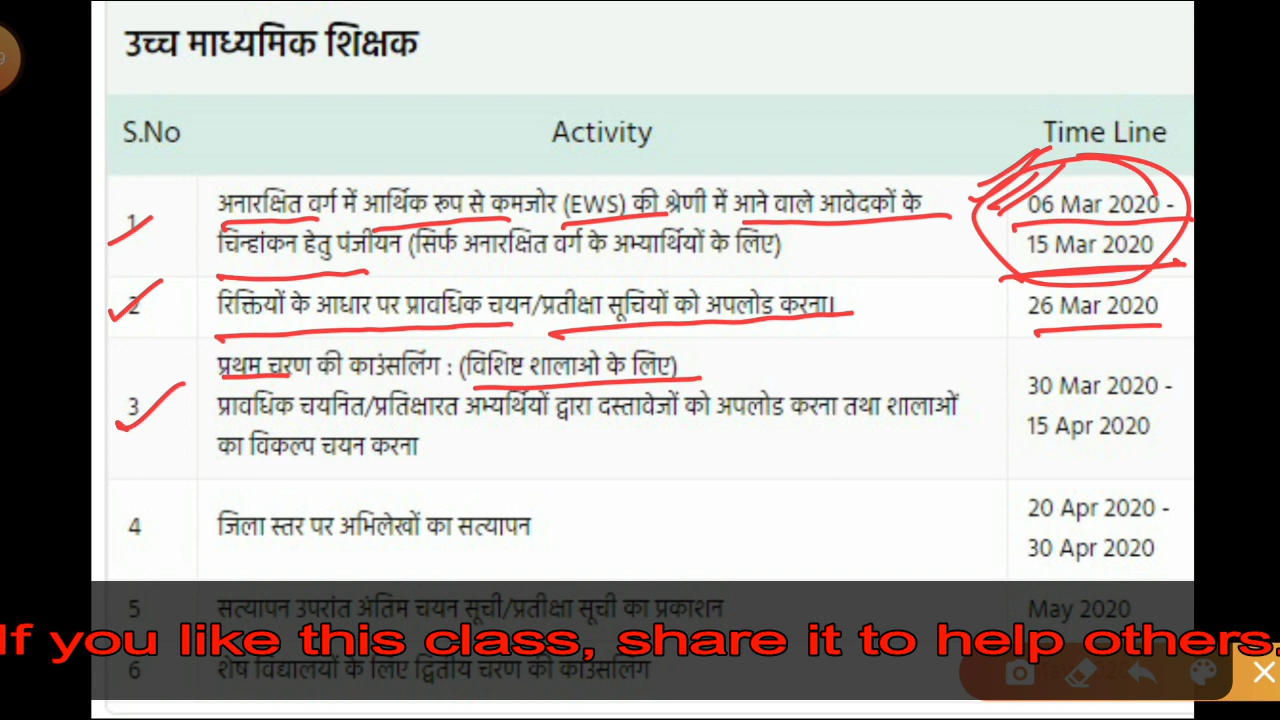 उच्च माध्यमिक शिक्षक
S.No Activity Time Line
1 अनारक्षित वर्ग में आर्थिक रूप से कमजोर (EWS) की श्रेणी में आने वाले आवेदकों के 06 Mar 2020 -
चिन्हांकन हेतु पंजीयन (सिर्फ अनारक्षित वर्ग के अभ्यार्थियों के लिए) 15 Mar 2020
2 रिक्तियों के आधार पर प्रावधिक चयन/प्रतीक्षा सूचियों को अपलोड करना। 26 Mar 2020
प्रथम चरण की काउंसलिंग : (विशिष्ट शालाओ के लिए)
3 प्रावधिक चयनित/प्रतिक्षारत अभ्यर्थियों द्वारा दस्तावेजों को अपलोड करना तथा शालाओं 30 Mar 2020 -
का विकल्प चयन करना 15 Apr 2020
4 जिला स्तर पर अभिलेखों का सत्यापन 20 Apr 2020 -
30 Apr 2020
5 सत्यापन उपरांत अंतिम चयन सूची/प्रतीक्षा सूची का प्रकाशन May 2020
If you like this class, share it to help others.
6 शेष विद्यालयों के लिए द्वितीय चरण की काउंसलिंग